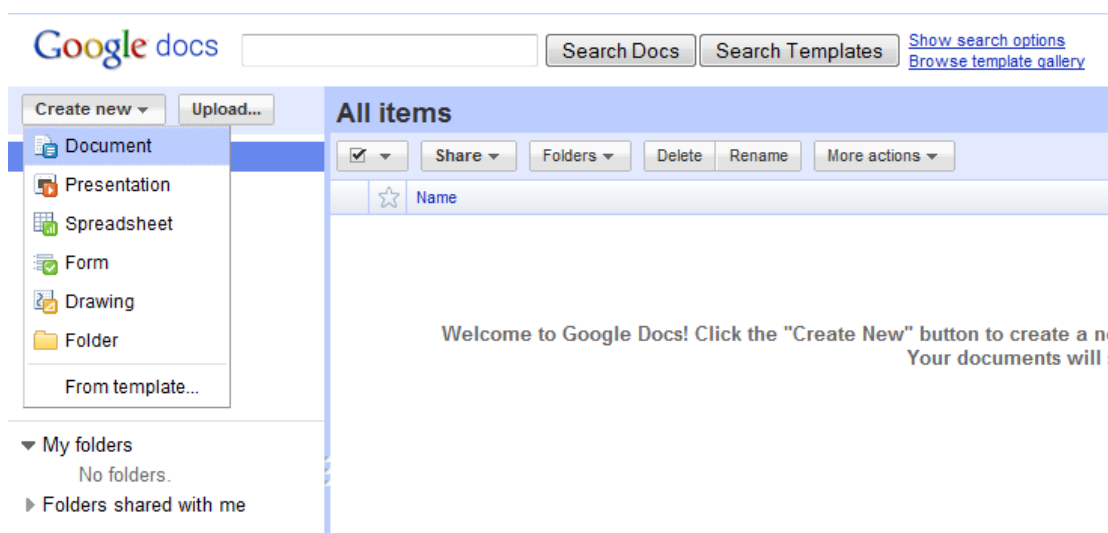 Google docs
Search Docs
Search Templates
Show search options
Browse template gallery
Create new
Upload...
Document
Presentation
Spreadsheet
Form
Drawing
Folder
From template...
My folders
No folders.
Folders shared with me
All items
Share
Folders
Delete
Rename
More actions
Name
Welcome to Google Docs! Click the "Create New" button to create a
Your documents will